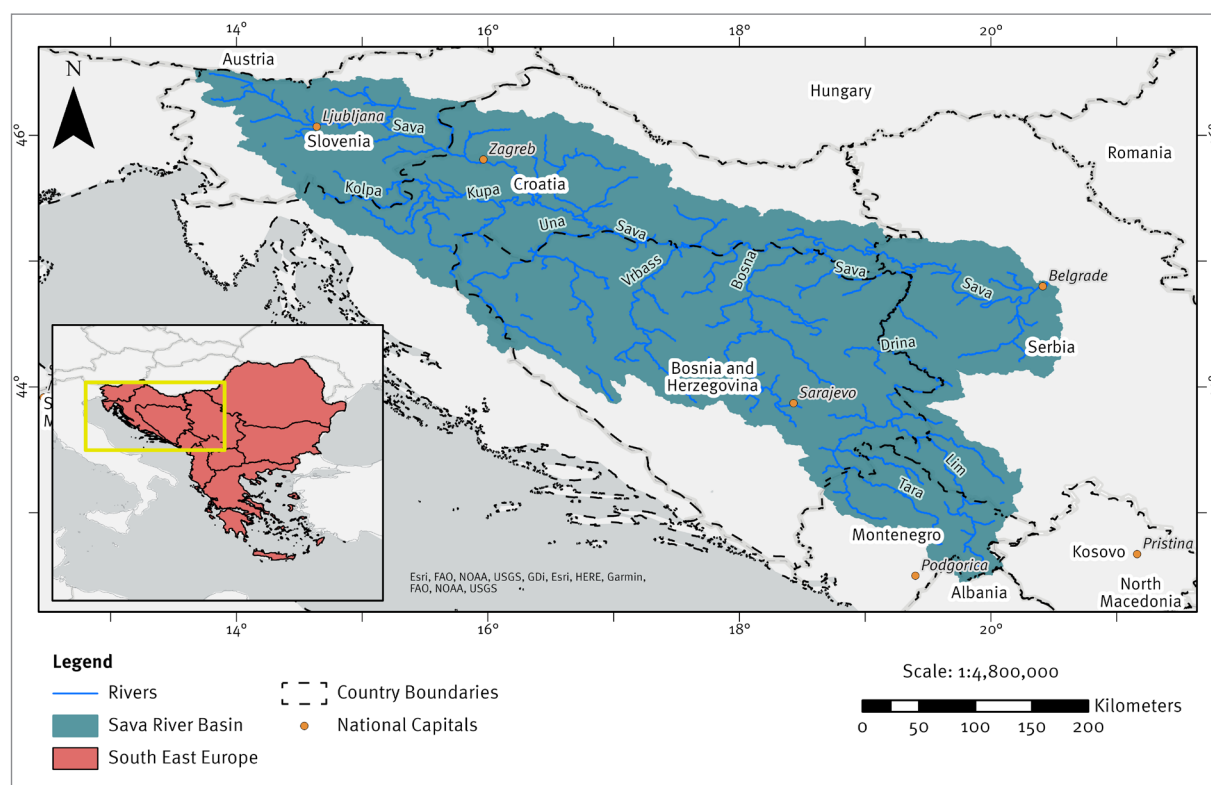 14°
16°
18°
20°
Austria
N
Hungary
Ljubljana
Sava
46°
Slovenia
Zagreb
Romania
Kolpa
Kupa
Croatia
Una
Sava
Vrbass
Bosna
Sava
Belgrade
Sava
Drina
Serbia
Bosnia and
Herzegovina
Sarajevo
44°
S
M
Lim
Tara
Montenegro
Kosovo
Pristina
Podgorica
Albania
North
Macedonia
Esri, FAO, NOAA, USGS, GDi, Esri, HERE, Garmin,
FAO, NOAA, USGS
14°
16°
18°
20°
Legend
Rivers
Country Boundaries
Sava River Basin
National Capitals
South East Europe
Scale: 1:4,800,000
Kilometers
0 50 100 150 200